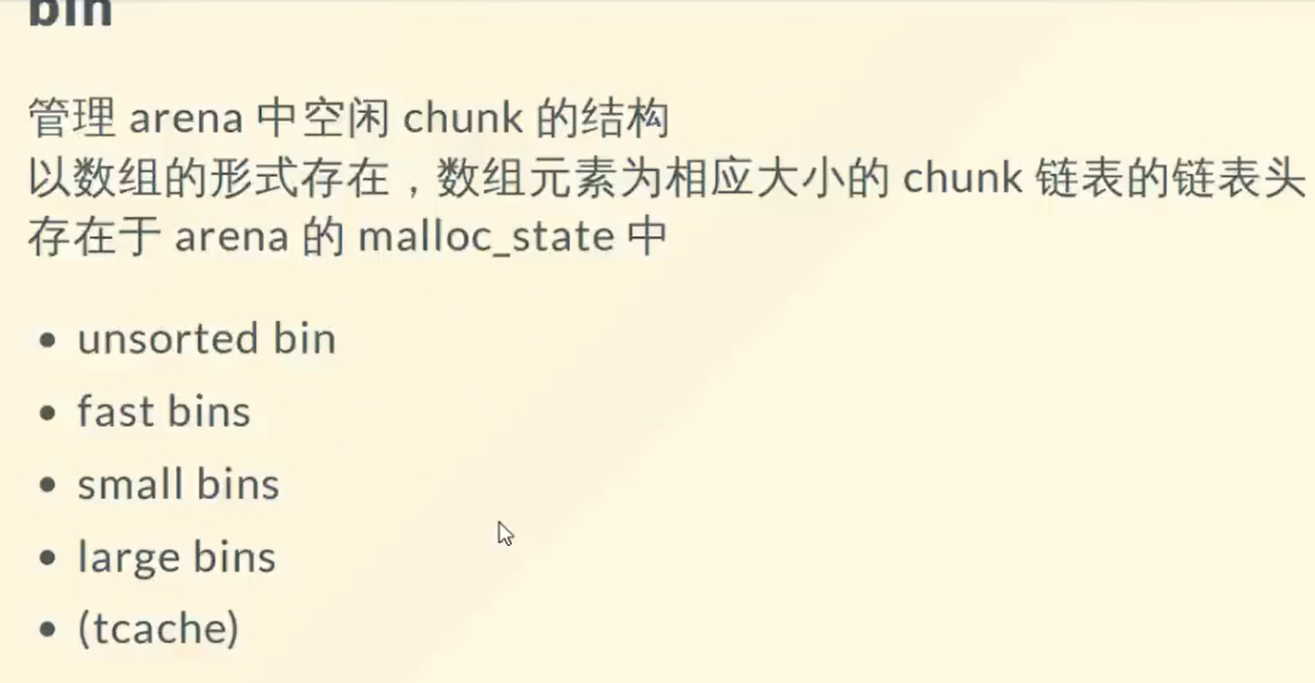 bin
管理 arena 中空闲 chunk 的结构
以数组的形式存在，数组元素为相应大小的 chunk 链表的链表头
存在于 arena 的 malloc_state 中
• unsorted bin
• fast bins
• small bins
• large bins
• (tcache)